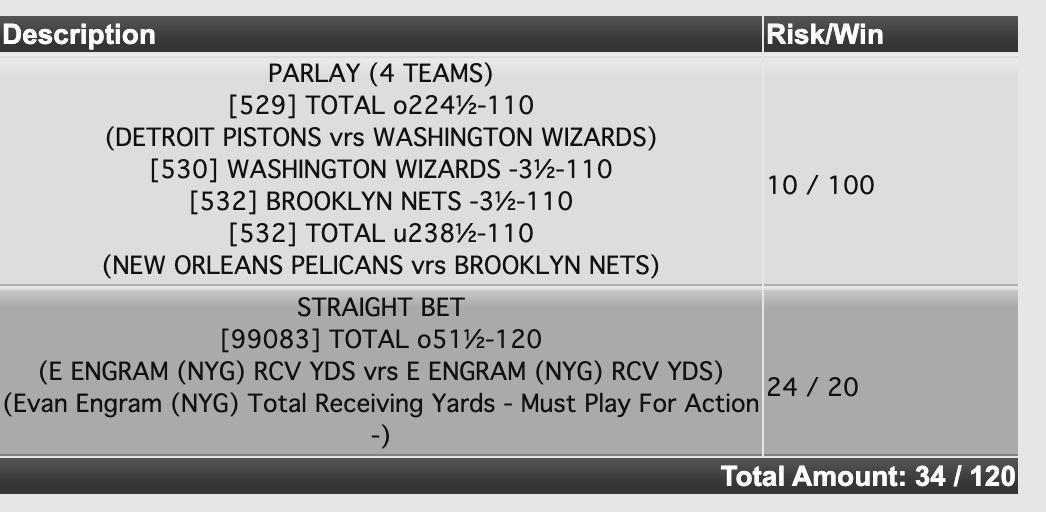 Description Risk/Win
PARLAY (4 TEAMS)
[529] TOTAL o224½-110
(DETROIT PISTONS vrs WASHINGTON WIZARDS)
[530] WASHINGTON WIZARDS -3½-110
10 / 100
[532] BROOKLYN NETS -3½-110
[532] TOTAL u238½-110
(NEW ORLEANS PELICANS vrs BROOKLYN NETS)
STRAIGHT BET
[99083] TOTAL o51½-120
(E ENGRAM (NYG) RCV YDS vrs E ENGRAM (NYG) RCV YDS)
24 / 20
(Evan Engram (NYG) Total Receiving Yards - Must Play For Action
-)
Total Amount: 34 / 120